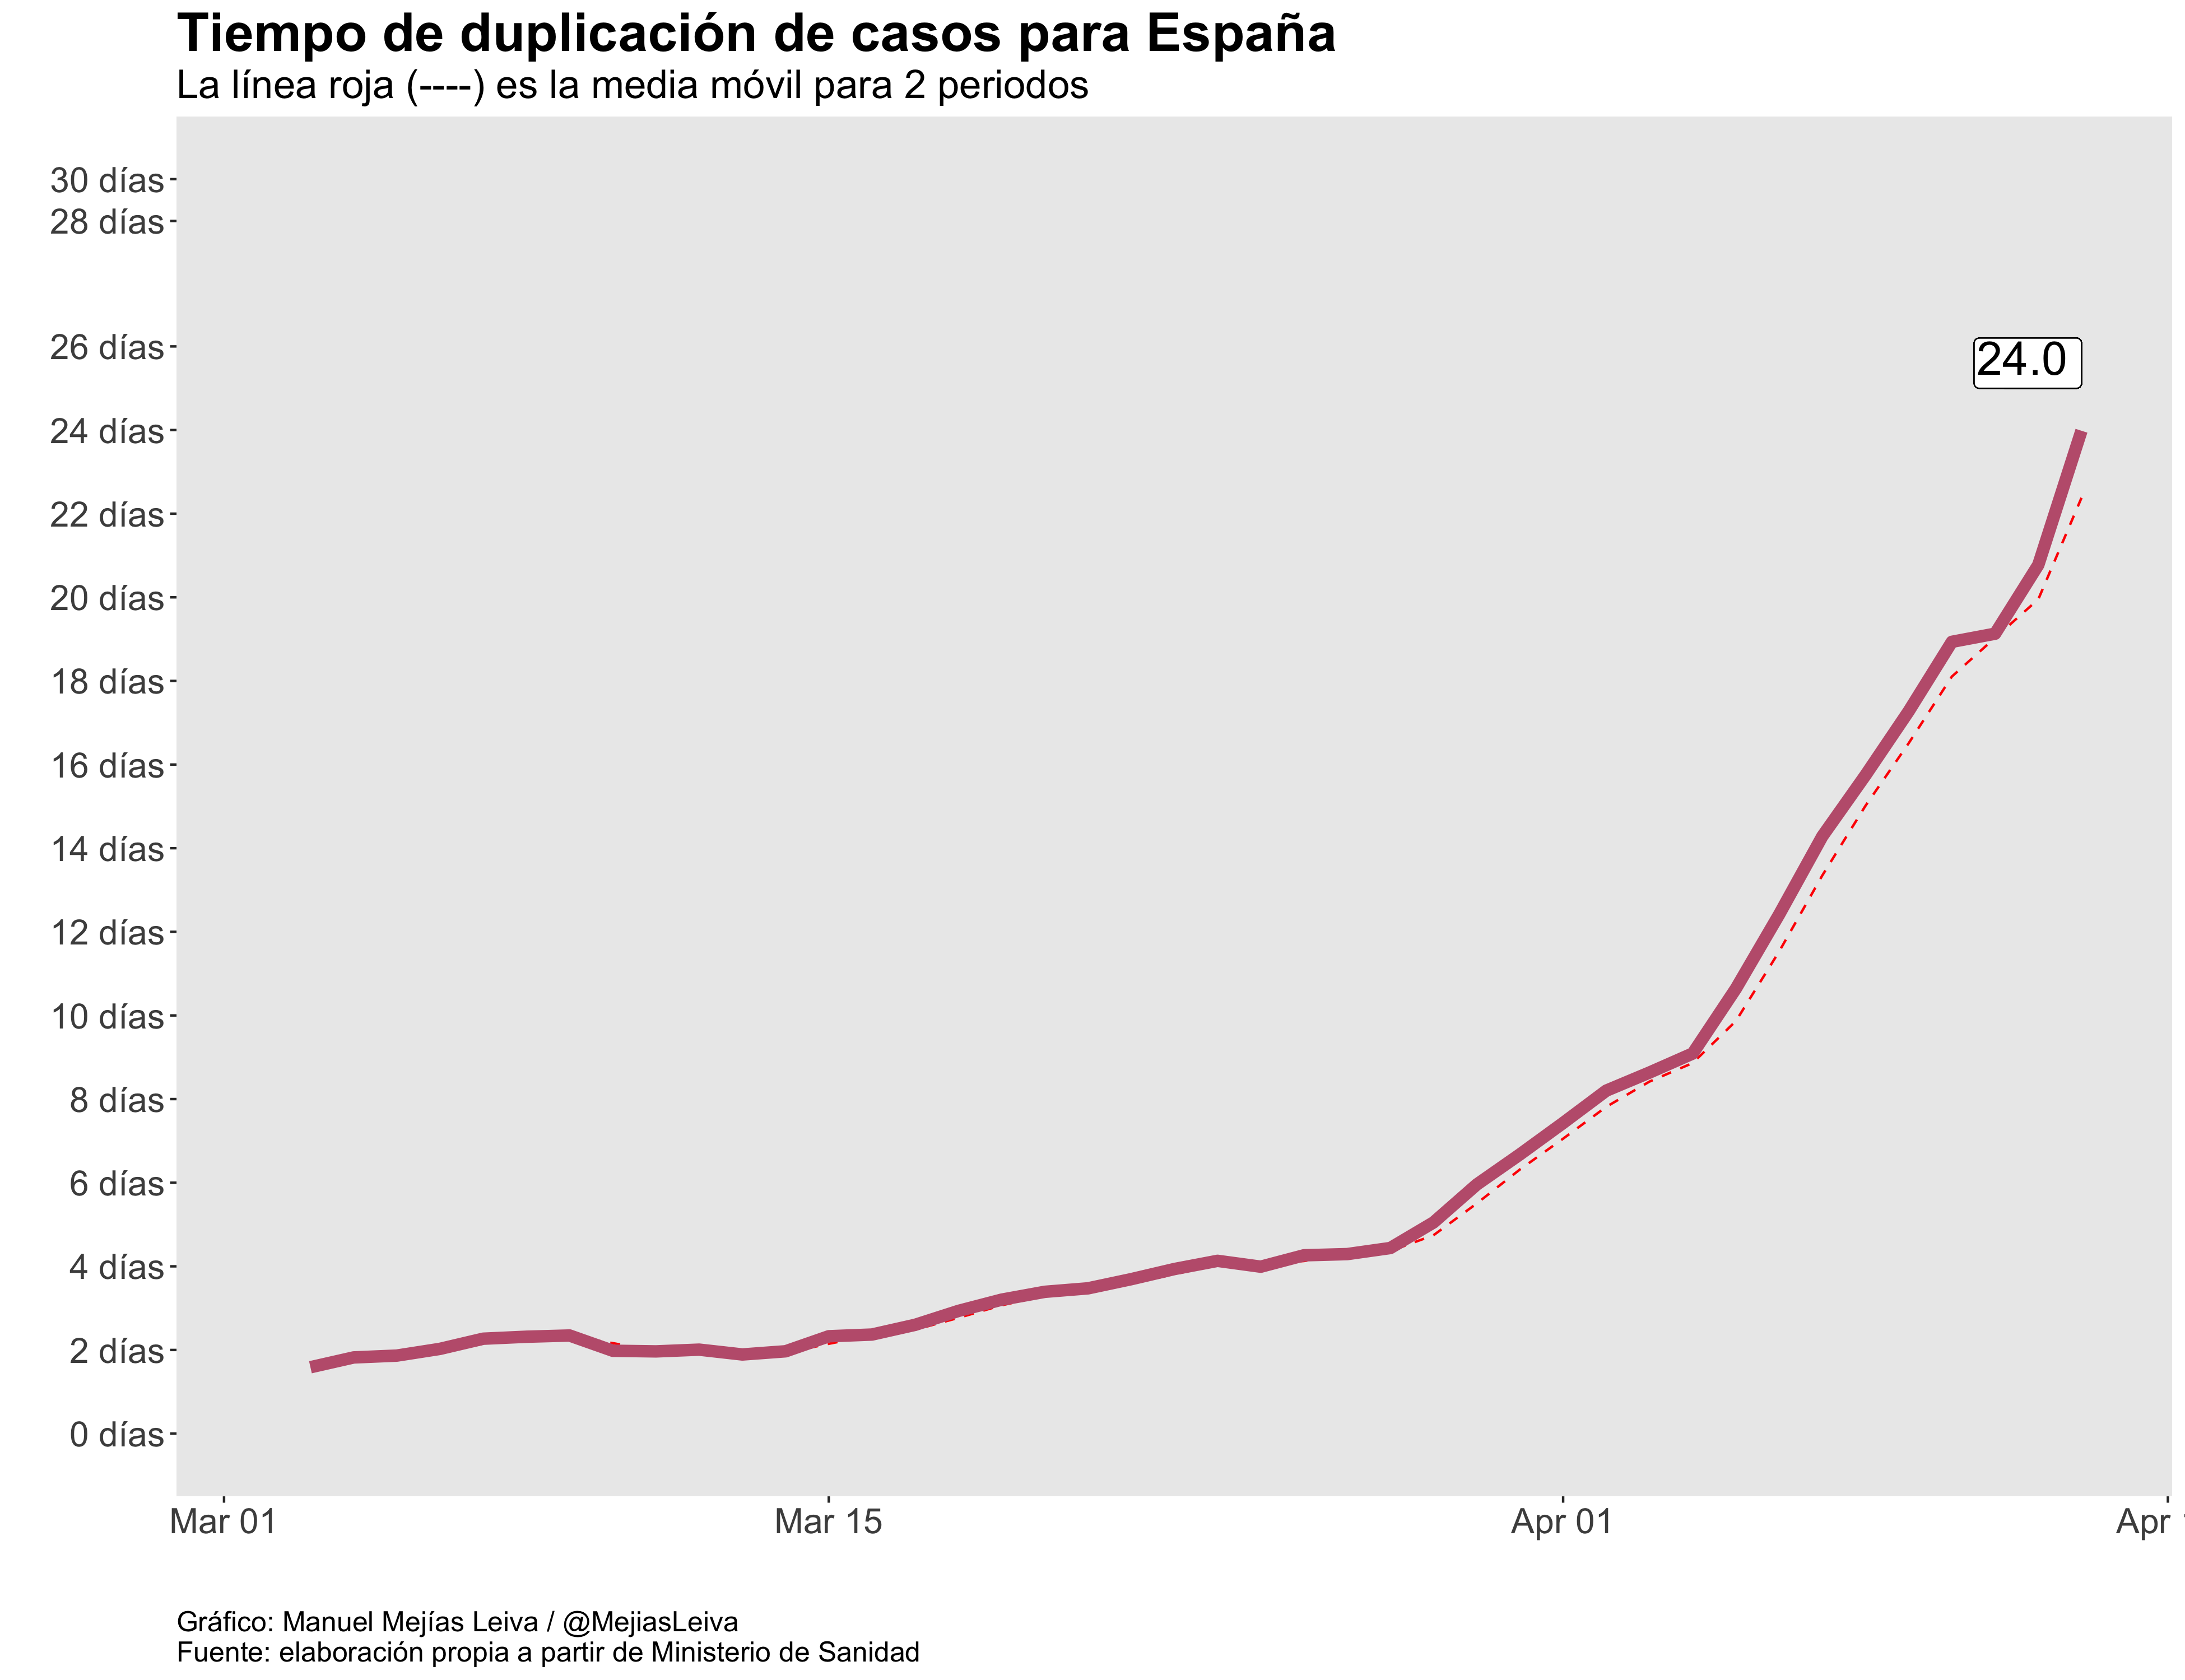 Tiempo de duplicación de casos para España
La línea roja (----) es la media móvil para 2 periodos
30 días
28 días
26 días
24.0
24 días
22 días
20 días
18 días
16 días
14 días
12 días
10 días
8 días
6 días
4 días
2 días
0 días
Mar 01 Mar 15 Apr 01 Apr
Gráfico: Manuel Mejías Leiva / @MejiasLeiva
Fuente: elaboración propia a partir de Ministerio de Sanidad